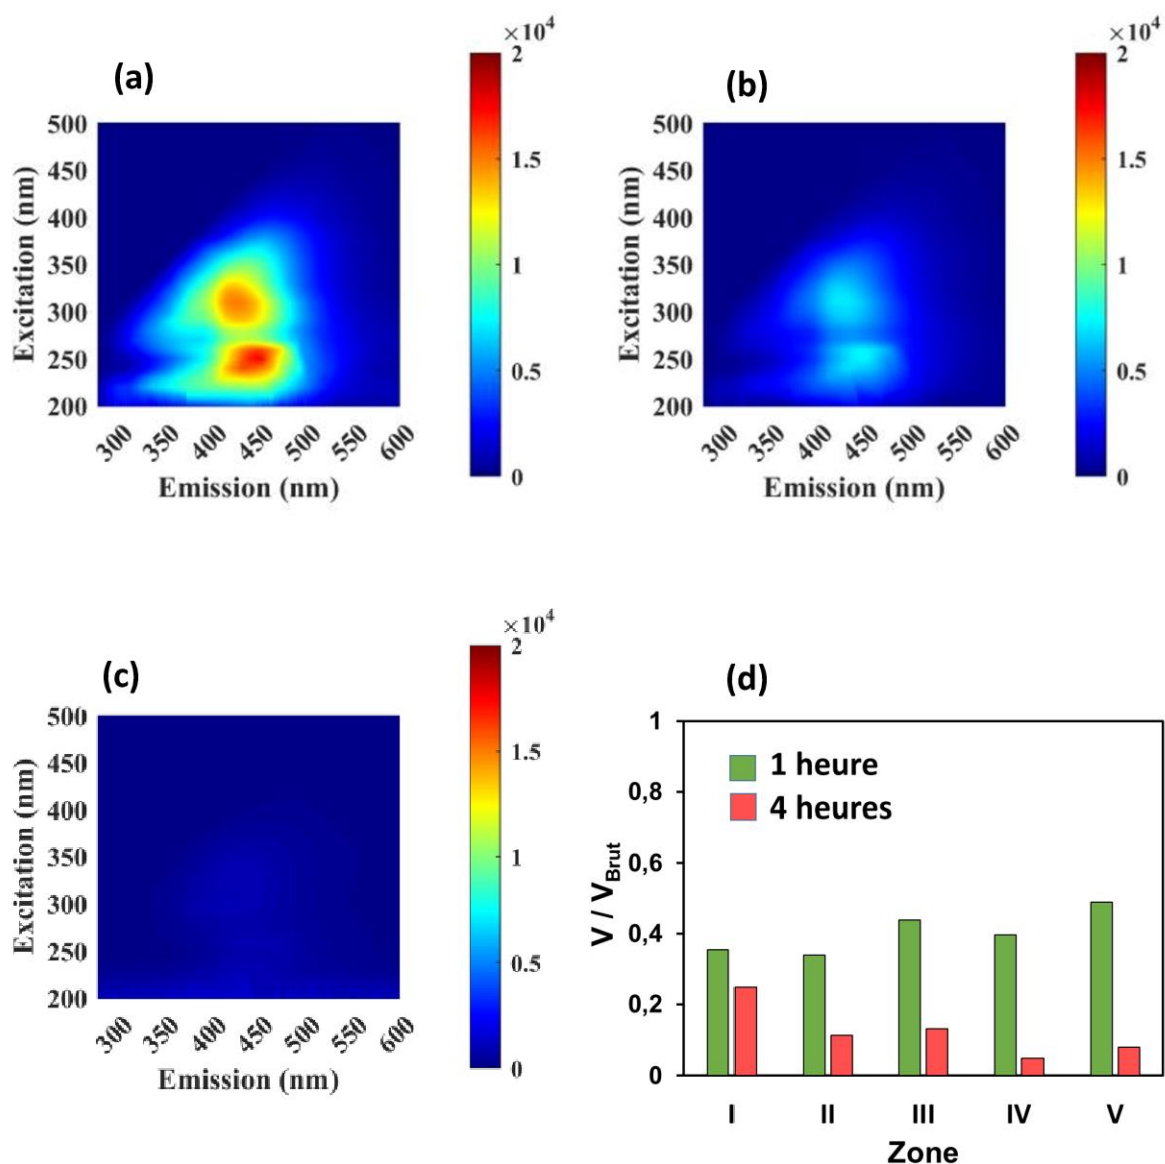 (a)
×10⁴
2
1.5
1
0.5
0
500
450
400
350
300
250
200
Excitation (nm)
300 350 400 450 500 550 600
Emission (nm)
(b)
×10⁴
2
1.5
1
0.5
0
500
450
400
350
300
250
200
Excitation (nm)
300 350 400 450 500 550 600
Emission (nm)
(c)
×10⁴
2
1.5
1
0.5
0
500
450
400
350
300
250
200
Excitation (nm)
300 350 400 450 500 550 600
Emission (nm)
(d)
1
0,8
0,6
0,4
0,2
0
V / V_Brut
1 heure
4 heures
I II III IV V
Zone